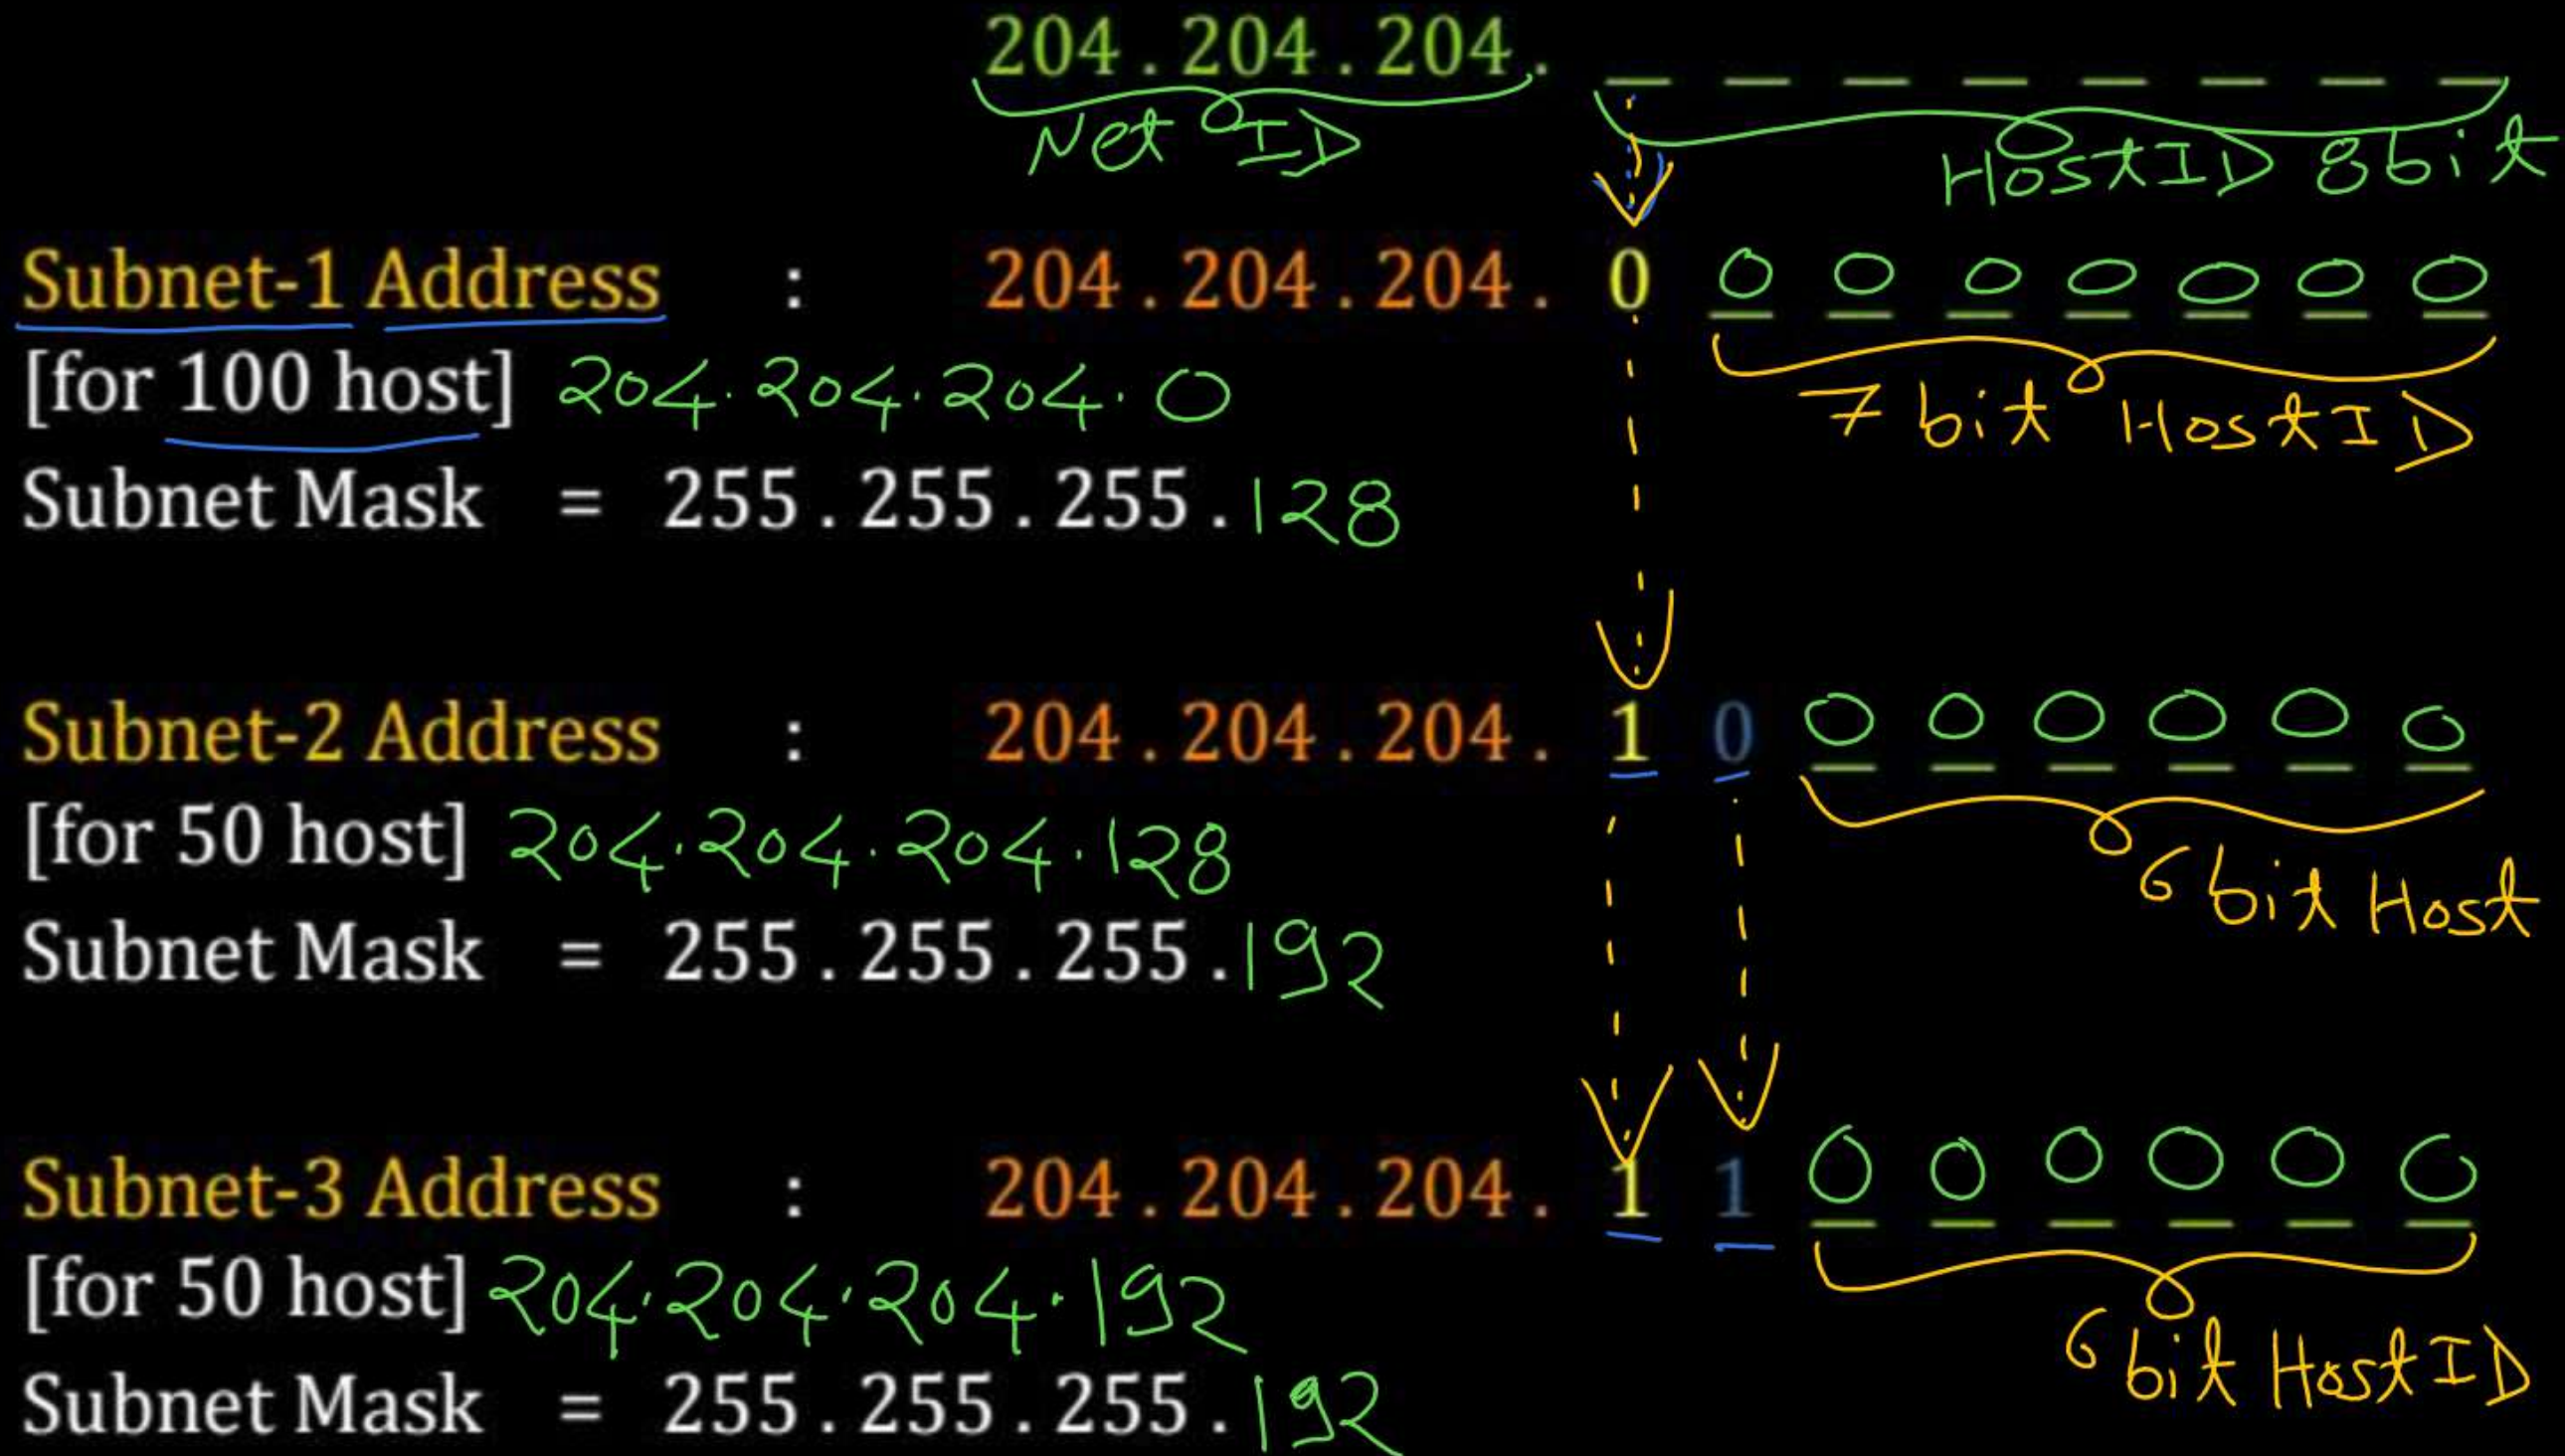 204 . 204 . 204 . _ _ _ _ _ _ _ _
Net ID HostID 8bit
Subnet-1 Address : 204 . 204 . 204 . 0 0 0 0 0 0 0 0
[for 100 host] 204.204.204.0 7 bit HostID
Subnet Mask = 255 . 255 . 255 . 128
Subnet-2 Address : 204 . 204 . 204 . 1 0 0 0 0 0 0 0
[for 50 host] 204.204.204.128 6 bit Host
Subnet Mask = 255 . 255 . 255 . 192
Subnet-3 Address : 204 . 204 . 204 . 1 1 0 0 0 0 0 0
[for 50 host] 204.204.204.192 6 bit HostID
Subnet Mask = 255 . 255 . 255 . 192